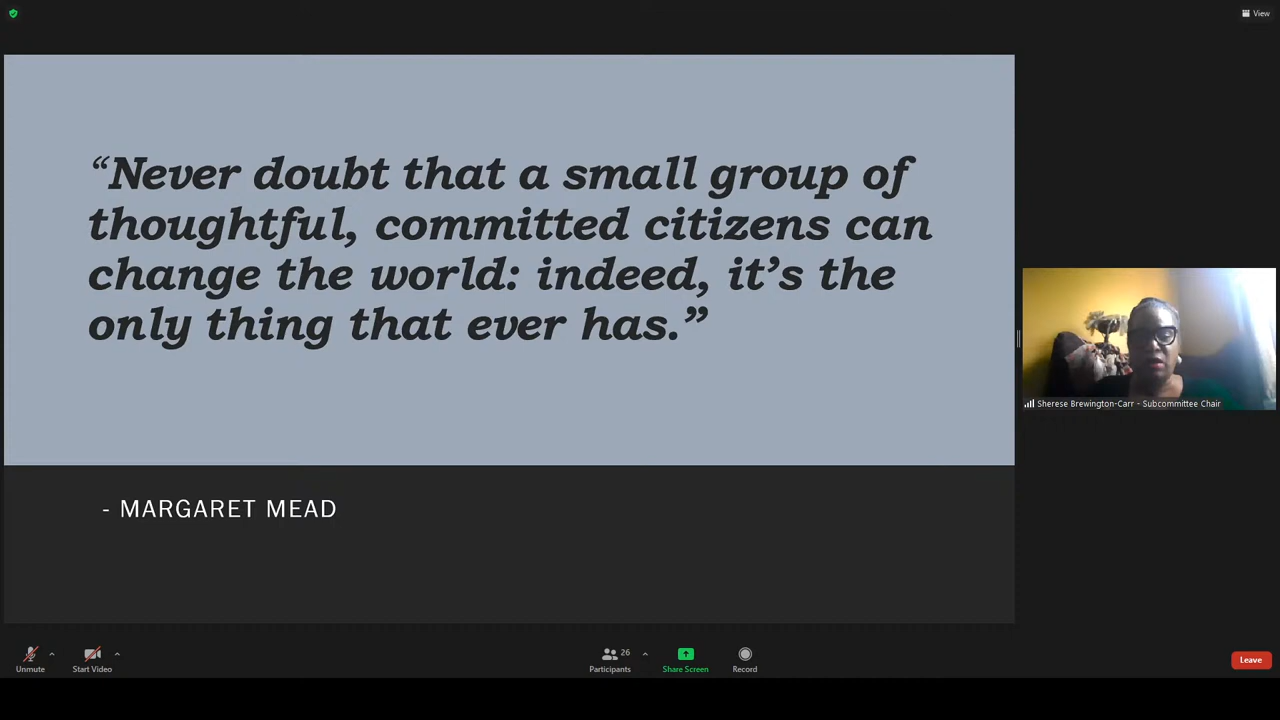 View
“Never doubt that a small group of
thoughtful, committed citizens can
change the world: indeed, it’s the
only thing that ever has.”
- MARGARET MEAD
Sherese Brewington-Carr - Subcommittee Chair
Unmute
Start Video
26
Participants
Share Screen
Record
Leave